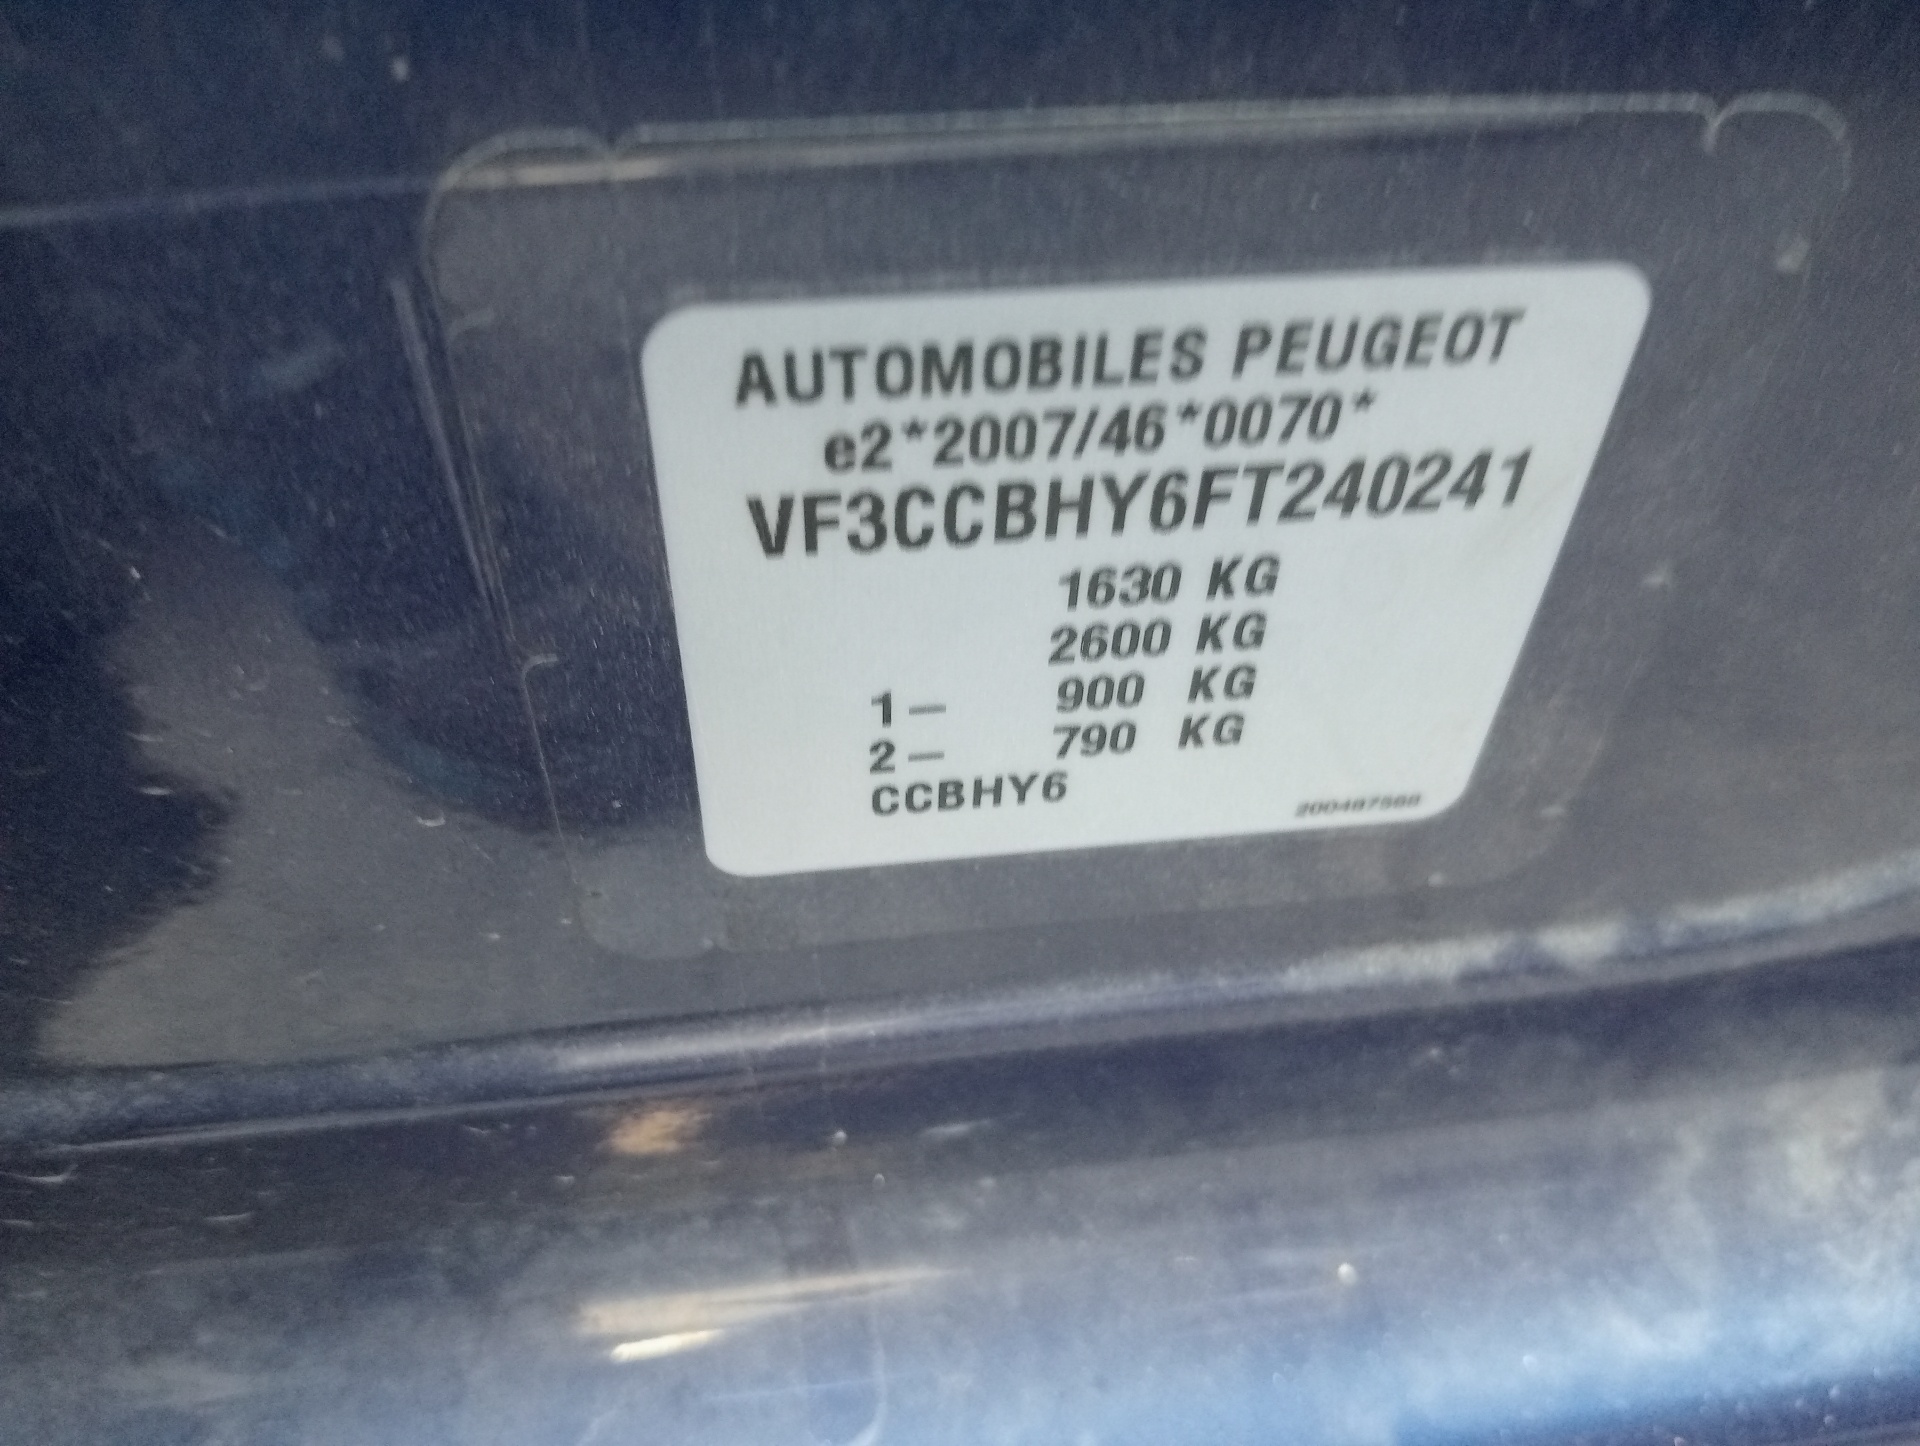 AUTOMOBILES PEUGEOT
e2*2007/46*0070*
VF3CCBHY6FT240241
1630 KG
2600 KG
1— 900 KG
2— 790 KG
CCBHY6